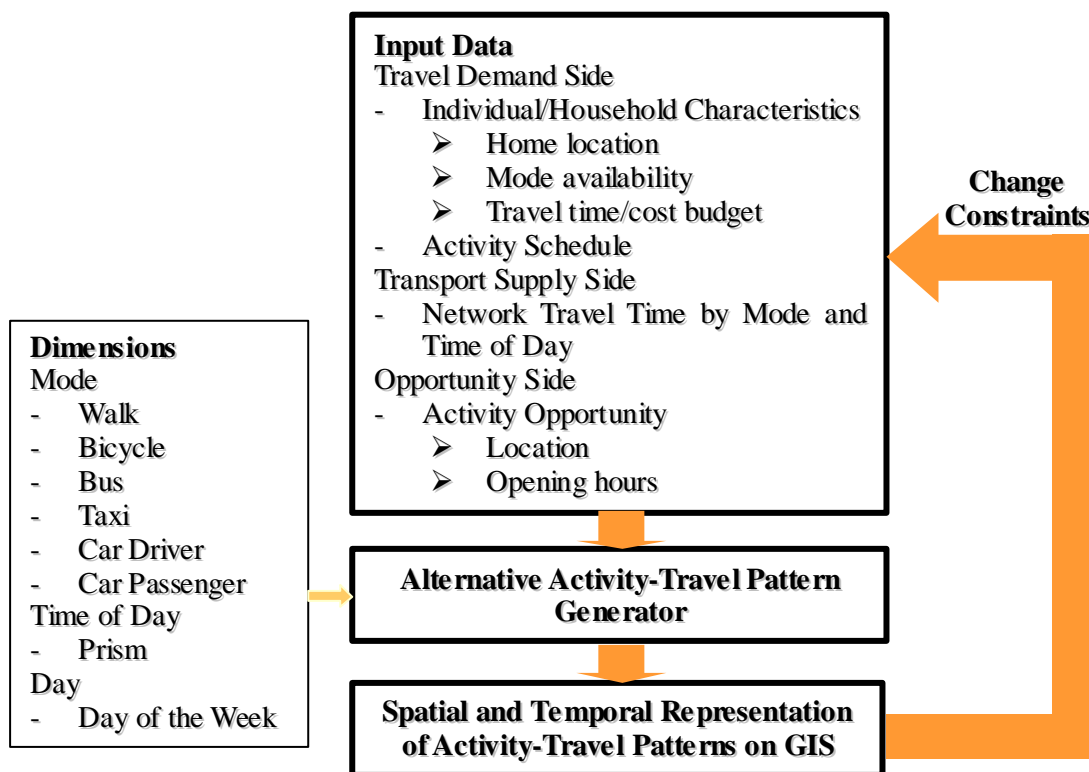 Input Data
Travel Demand Side
- Individual/Household Characteristics
➢ Home location
➢ Mode availability
➢ Travel time/cost budget
- Activity Schedule
Transport Supply Side
- Network Travel Time by Mode and
Time of Day
Opportunity Side
- Activity Opportunity
➢ Location
➢ Opening hours
Change
Constraints
Dimensions
Mode
- Walk
- Bicycle
- Bus
- Taxi
- Car Driver
- Car Passenger
Time of Day
- Prism
Day
- Day of the Week
Alternative Activity-Travel Pattern
Generator
Spatial and Temporal Representation
of Activity-Travel Patterns on GIS